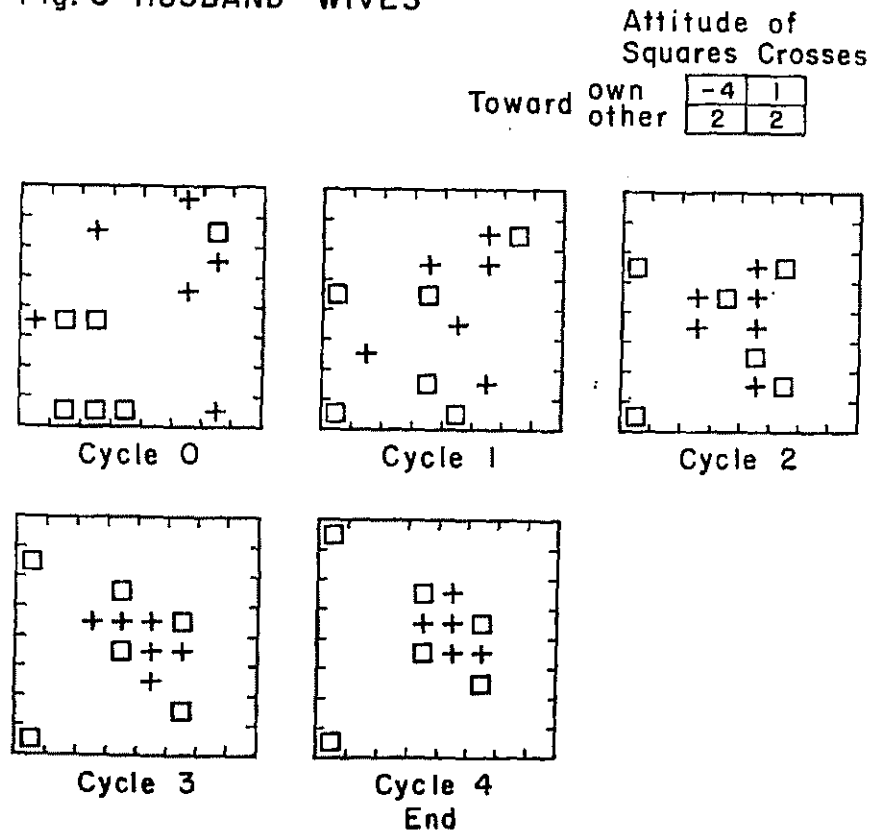 Fig. 6 HUSBAND WIVES
Attitude of
Squares Crosses
Toward own -4 1
other 2 2
Cycle 0
Cycle 1
Cycle 2
Cycle 3
Cycle 4
End